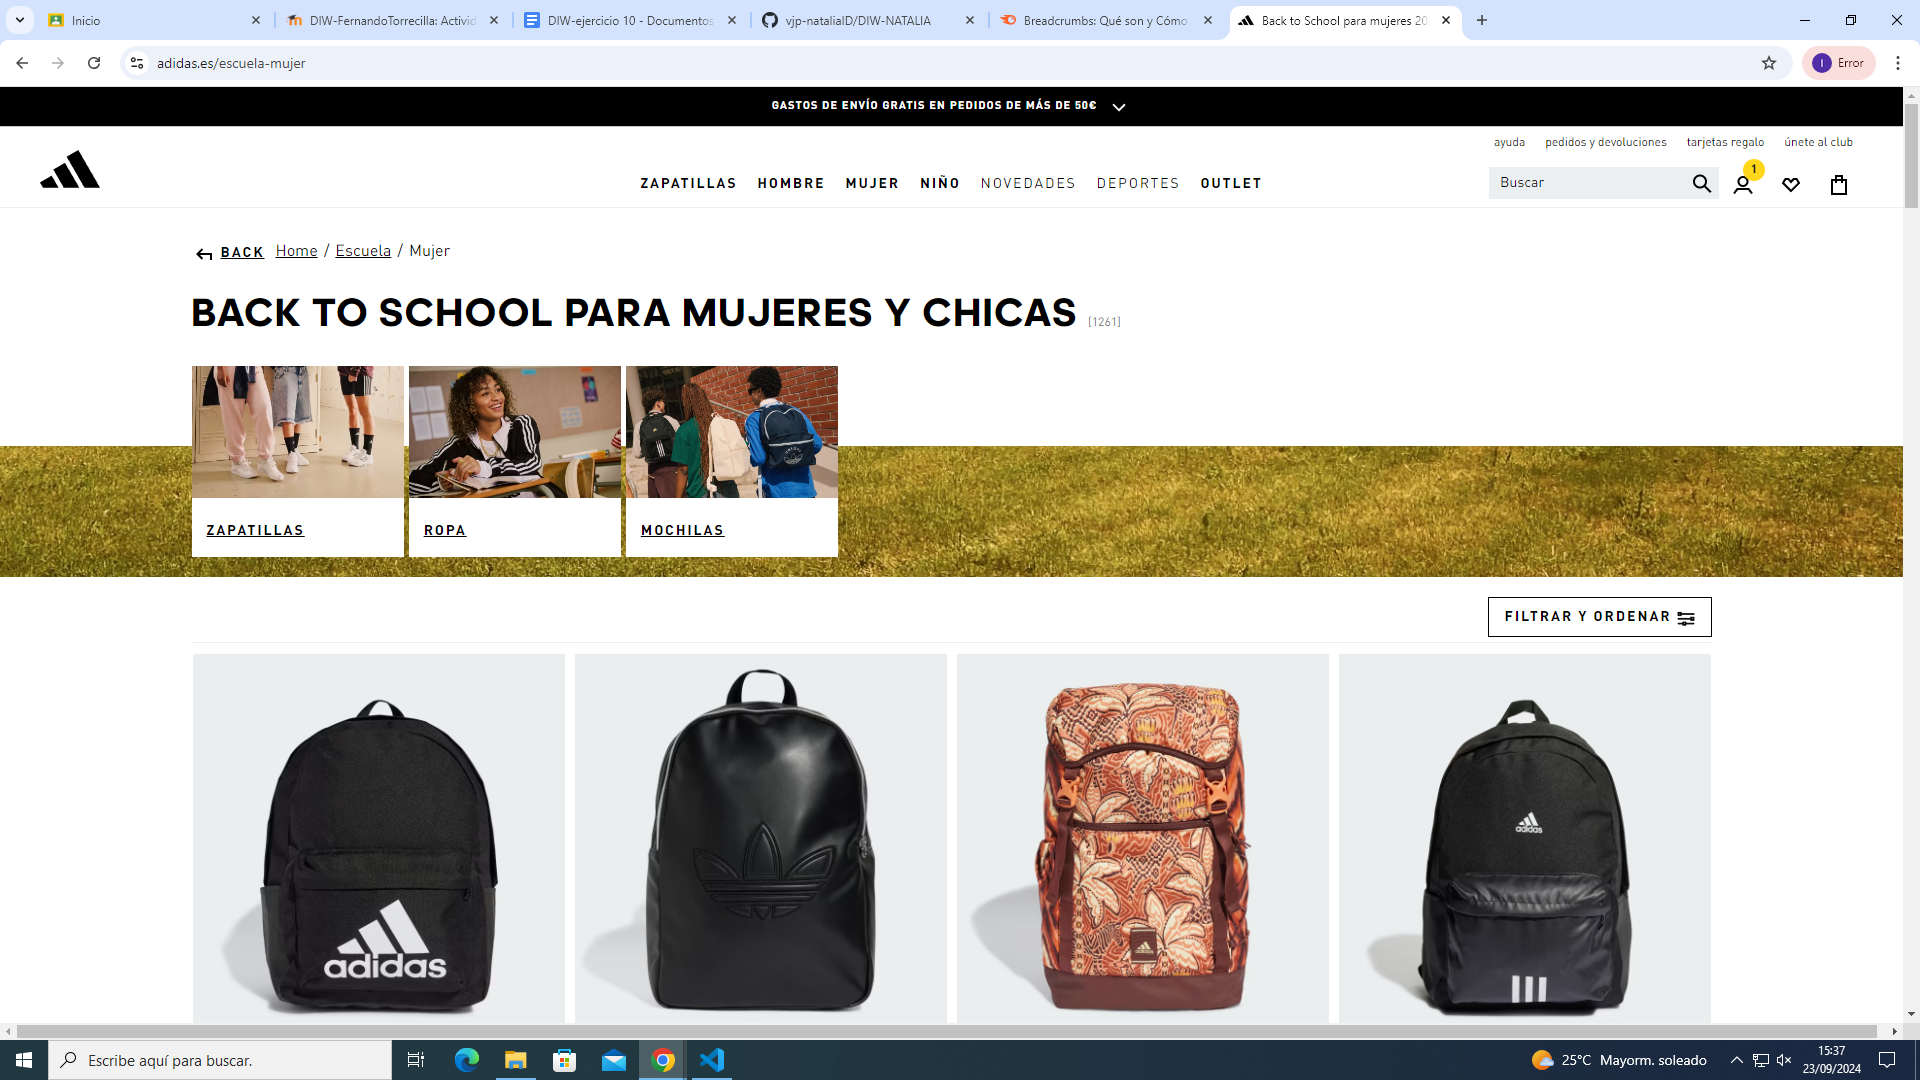 Inicio
DIW-FernandoTorrecilla: Activid
DIW-ejercicio 10 - Documentos
vjp-nataliaID/DIW-NATALIA
Breadcrumbs: Qué son y Cómo
Back to School para mujeres 20
adidas.es/escuela-mujer
I Error
GASTOS DE ENVÍO GRATIS EN PEDIDOS DE MÁS DE 50€
ayuda pedidos y devoluciones tarjetas regalo únete al club
ZAPATILLAS HOMBRE MUJER NIÑO NOVEDADES DEPORTES OUTLET
Buscar
1
BACK Home / Escuela / Mujer
BACK TO SCHOOL PARA MUJERES Y CHICAS [1261]
ZAPATILLAS
ROPA
MOCHILAS
FILTRAR Y ORDENAR
adidas
adidas
Escribe aquí para buscar.
25°C Mayorm. soleado
15:37
23/09/2024